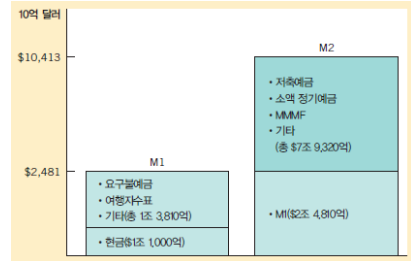 10억 달러
$10,413
$2,481
M1
• 요구불예금
• 여행자수표
• 기타(총 1조 3,810억)
• 현금($1조 1,000억)
M2
• 저축예금
• 소액 정기예금
• MMMF
• 기타
(총 $7조 9,320억)
• M1($2조 4,810억)